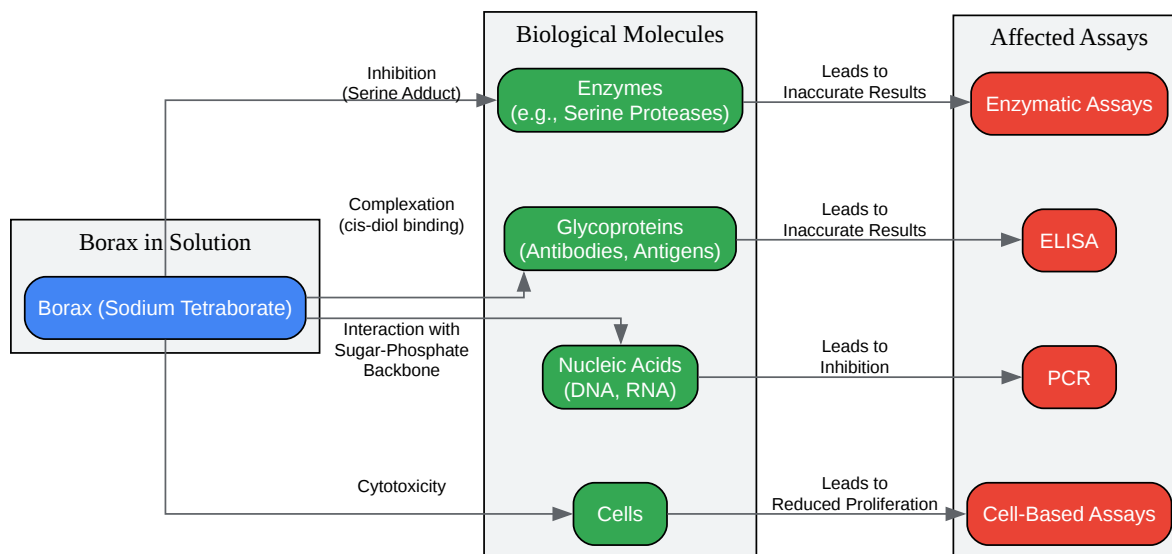 Biological Molecules
Affected Assays
Inhibition
(Serine Adduct)
Enzymes
(e.g., Serine Proteases)
Leads to
Inaccurate Results
Enzymatic Assays
Complexation
(cis-diol binding)
Glycoproteins
(Antibodies, Antigens)
Leads to
Inaccurate Results
ELISA
Borax in Solution
Borax (Sodium Tetraborate)
Interaction with
Sugar-Phosphate
Backbone
Nucleic Acids
(DNA, RNA)
Leads to
Inhibition
PCR
Cytotoxicity
Cells
Leads to
Reduced Proliferation
Cell-Based Assays